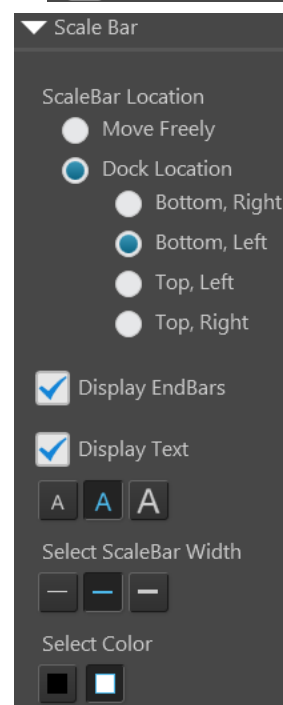 Scale Bar
ScaleBar Location
Move Freely
Dock Location
Bottom, Right
Bottom, Left
Top, Left
Top, Right
Display EndBars
Display Text
A A A
Select ScaleBar Width
Select Color